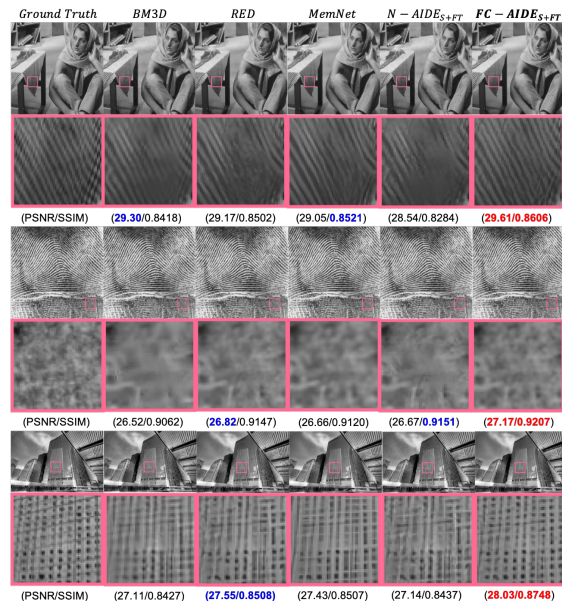 Ground Truth BM3D RED MemNet N − AIDE_{S+FT} FC − AIDE_{S+FT}
(PSNR/SSIM) (29.30/0.8418) (29.17/0.8502) (29.05/0.8521) (28.54/0.8284) (29.61/0.8606)
(PSNR/SSIM) (26.52/0.9062) (26.82/0.9147) (26.66/0.9120) (26.67/0.9151) (27.17/0.9207)
(PSNR/SSIM) (27.11/0.8427) (27.55/0.8508) (27.43/0.8507) (27.14/0.8437) (28.03/0.8748)